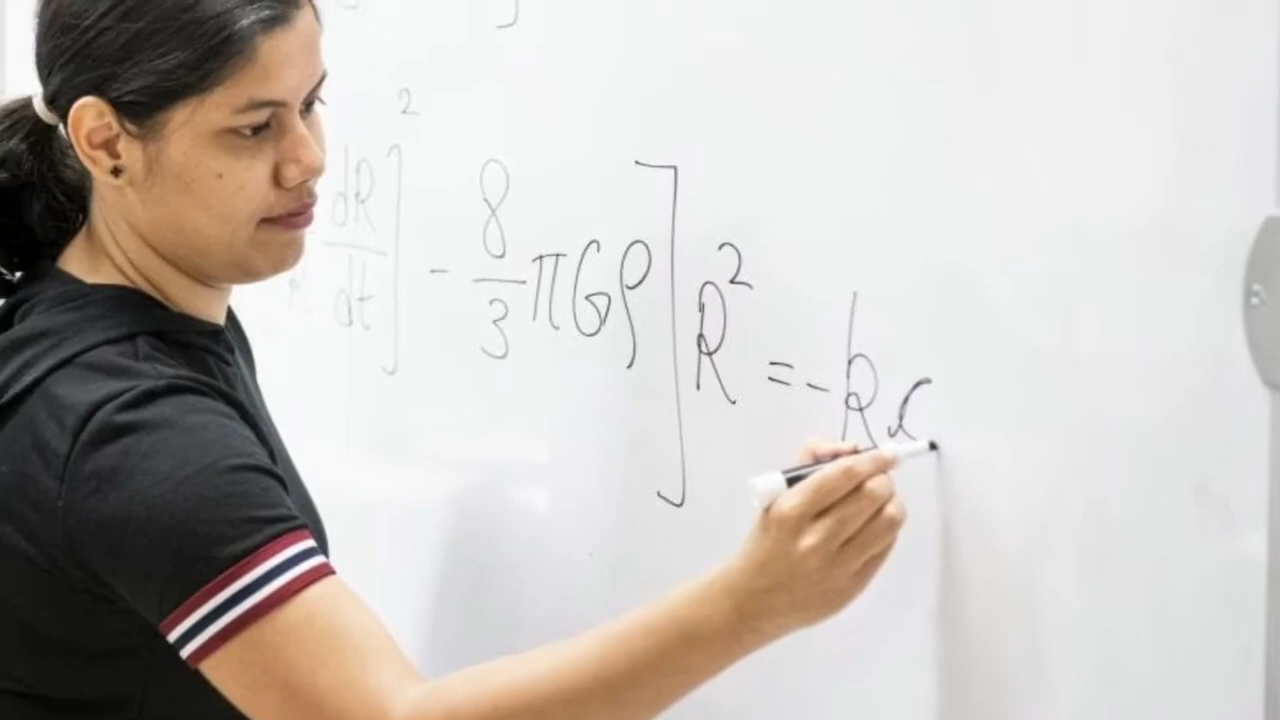 dR/dt]² - 8/3 πGρ] R² = -kc